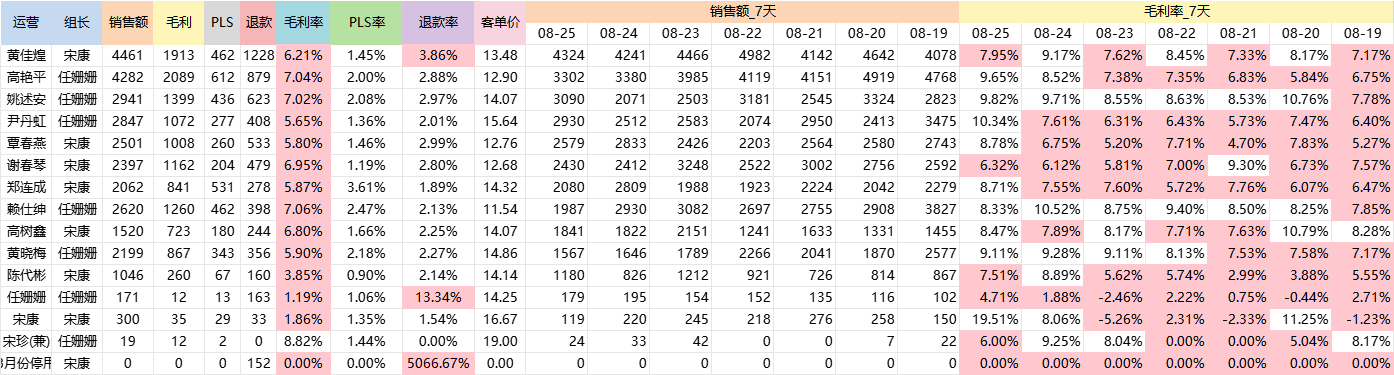 运营 组长 销售额 毛利 PLS 退款 毛利率 PLS率 退款率 客单价 销售额_7天 毛利率_7天
08-25 08-24 08-23 08-22 08-21 08-20 08-19 08-25 08-24 08-23 08-22 08-21 08-20 08-19
黄佳煌 宋康 4461 1913 462 1228 6.21% 1.45% 3.86% 13.48 4324 4241 4466 4982 4142 4642 4078 7.95% 9.17% 7.62% 8.45% 7.33% 8.17% 7.17%
高艳平 任姗姗 4282 2089 612 879 7.04% 2.00% 2.88% 12.90 3302 3380 3985 4119 4151 4919 4768 9.65% 8.52% 7.38% 7.35% 6.83% 5.84% 6.75%
姚述安 任姗姗 2941 1399 436 623 7.02% 2.08% 2.97% 14.07 3090 2071 2503 3181 2545 3324 2823 9.82% 9.71% 8.55% 8.63% 8.53% 10.76% 7.78%
尹丹虹 任姗姗 2847 1072 277 408 5.65% 1.36% 2.01% 15.64 2930 2512 2583 2074 2950 2413 3475 10.34% 7.61% 6.31% 6.43% 5.73% 7.47% 6.40%
覃春燕 宋康 2501 1008 260 533 5.80% 1.46% 2.99% 12.76 2579 2833 2426 2203 2564 2580 2743 8.78% 6.75% 5.20% 7.71% 4.70% 7.83% 5.27%
谢春琴 宋康 2397 1162 204 479 6.95% 1.19% 2.80% 12.68 2430 2412 3248 2522 3002 2756 2592 6.32% 6.12% 5.81% 7.00% 9.30% 6.73% 7.57%
郑连成 宋康 2062 841 531 278 5.87% 3.61% 1.89% 14.32 2080 2809 1988 1923 2224 2042 2279 8.71% 7.55% 7.60% 5.72% 7.76% 6.07% 6.47%
赖仕绅 任姗姗 2620 1260 462 398 7.06% 2.47% 2.13% 11.54 1987 2930 3082 2697 2755 2908 3827 8.33% 10.52% 8.75% 9.40% 8.50% 8.25% 7.85%
高树鑫 宋康 1520 723 180 244 6.80% 1.66% 2.25% 14.07 1841 1822 2151 1241 1633 1331 1455 8.47% 7.89% 8.17% 7.71% 7.63% 10.79% 8.28%
黄晓梅 任姗姗 2199 867 343 356 5.90% 2.18% 2.27% 14.86 1567 1646 1789 2266 2041 1870 2577 9.11% 9.28% 9.11% 8.13% 7.53% 7.58% 7.17%
陈代彬 宋康 1046 260 67 160 3.85% 0.90% 2.14% 14.14 1180 826 1212 921 726 814 867 7.51% 8.89% 5.62% 5.74% 2.99% 3.88% 5.55%
任姗姗 任姗姗 171 12 13 163 1.19% 1.06% 13.34% 14.25 179 195 154 152 135 116 102 4.71% 1.88% -2.46% 2.22% 0.75% -0.44% 2.71%
宋康 宋康 300 35 29 33 1.86% 1.35% 1.54% 16.67 119 220 245 218 276 258 150 19.51% 8.06% -5.26% 2.31% -2.33% 11.25% -1.23%
宋珍(兼) 任姗姗 19 12 2 0 8.82% 1.44% 0.00% 19.00 24 33 42 0 0 7 22 6.00% 9.25% 8.04% 0.00% 0.00% 5.04% 8.17%
月份停用 宋康 0 0 0 152 0.00% 0.00% 5066.67% 0.00 0 0 0 0 0 0 0 0.00% 0.00% 0.00% 0.00% 0.00% 0.00% 0.00%